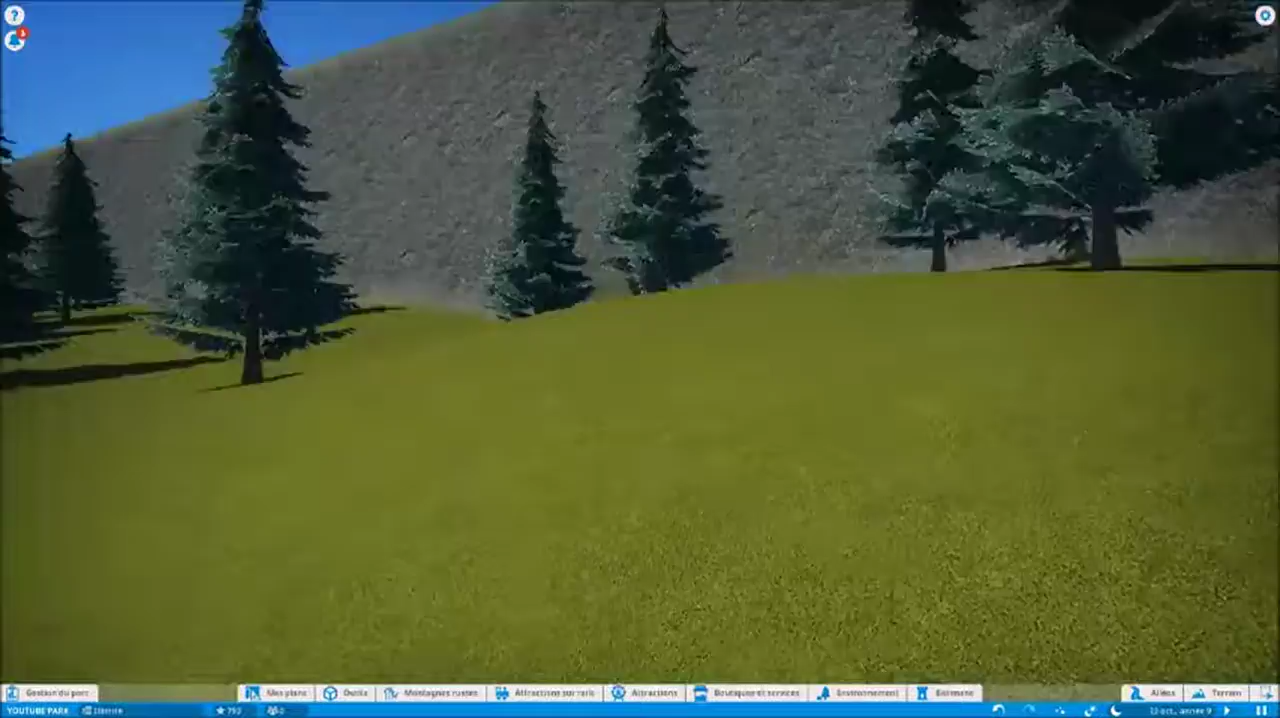 ?
Gestion du parc
Mes plans
Outils
Montagnes russes
Attractions sur rails
Attractions
Boutiques et services
Environnement
Bâtiment
Allées
Terrain
YOUTUBE PARK